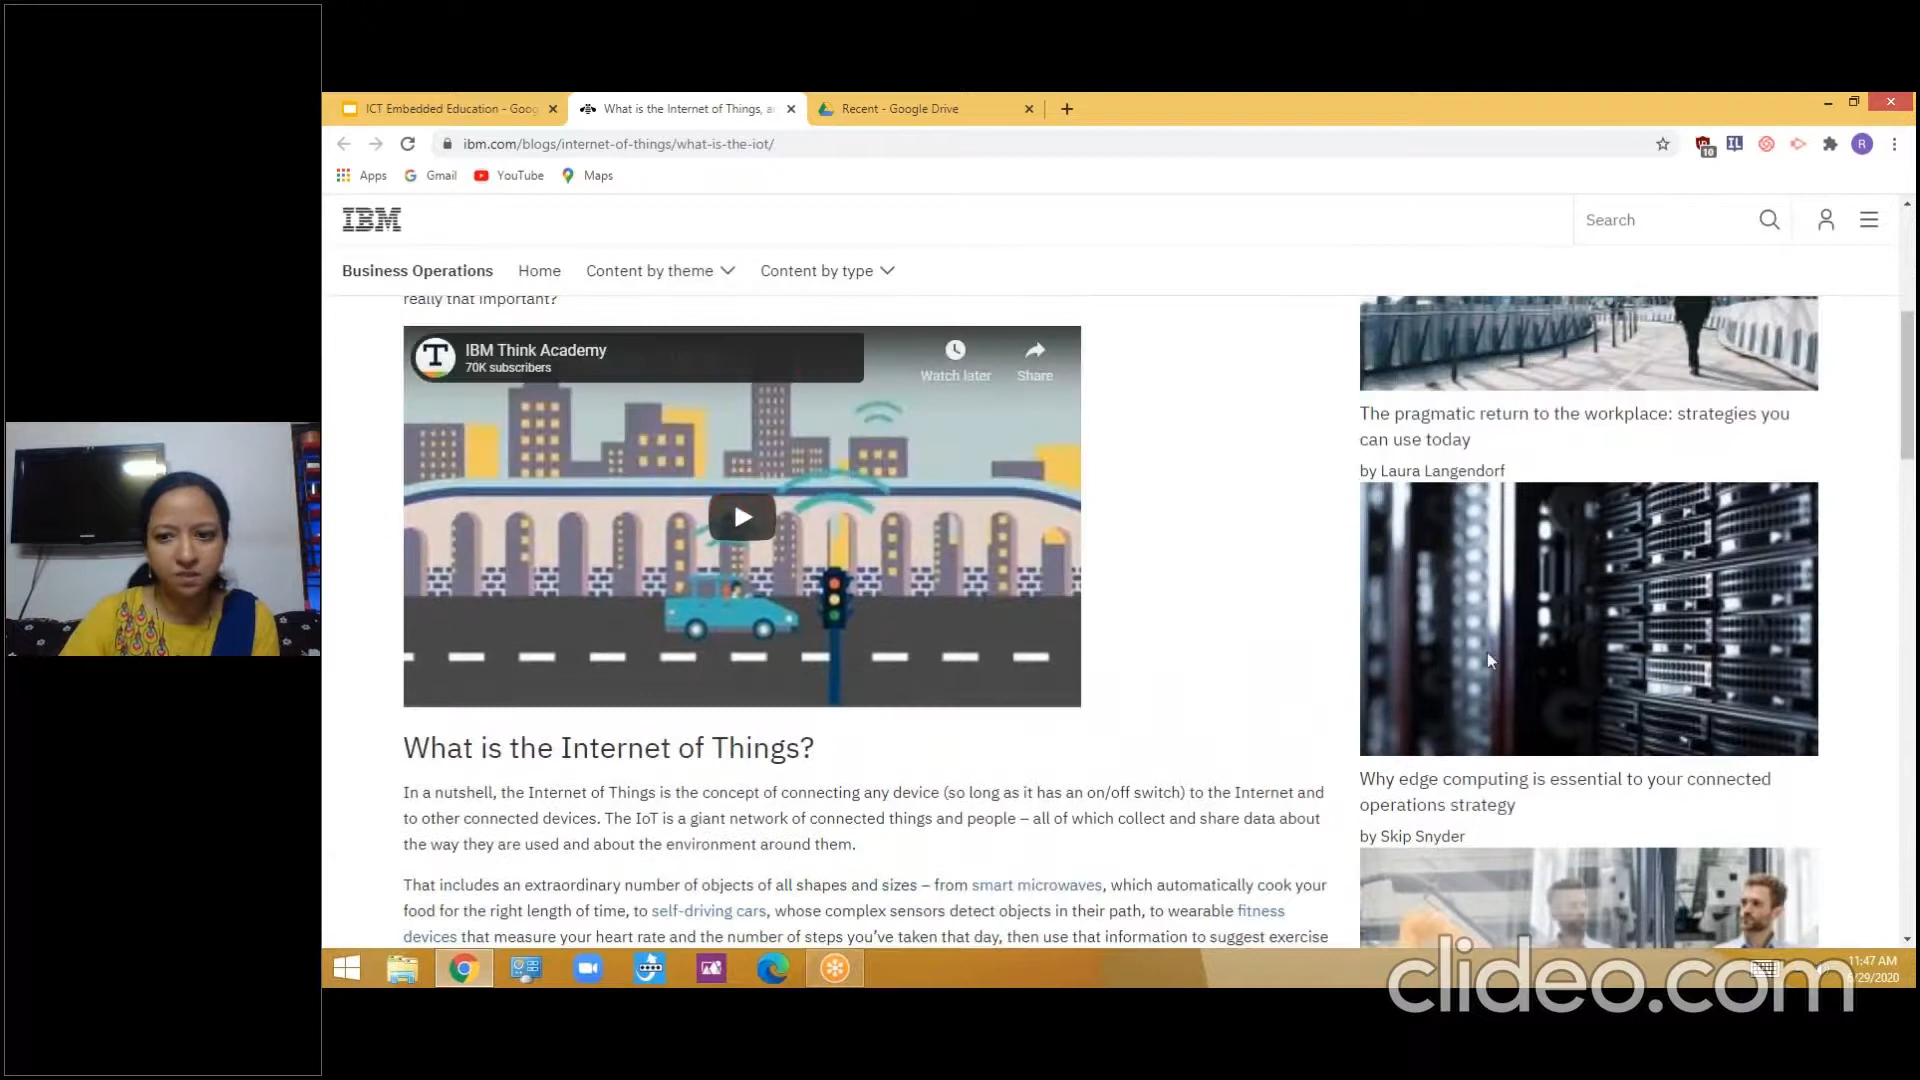 ICT Embedded Education - Goog
What is the Internet of Things, a
Recent - Google Drive
ibm.com/blogs/internet-of-things/what-is-the-iot/
10
R
Apps
Gmail
YouTube
Maps
IBM
Search
Business Operations
Home
Content by theme
Content by type
really that important?
IBM Think Academy
70K subscribers
Watch later
Share
The pragmatic return to the workplace: strategies you
can use today
by Laura Langendorf
What is the Internet of Things?
In a nutshell, the Internet of Things is the concept of connecting any device (so long as it has an on/off switch) to the Internet and
to other connected devices. The IoT is a giant network of connected things and people – all of which collect and share data about
the way they are used and about the environment around them.
That includes an extraordinary number of objects of all shapes and sizes – from smart microwaves, which automatically cook your
food for the right length of time, to self-driving cars, whose complex sensors detect objects in their path, to wearable fitness
devices that measure your heart rate and the number of steps you've taken that day, then use that information to suggest exercise
Why edge computing is essential to your connected
operations strategy
by Skip Snyder
11:47 AM
/29/2020
clideo.com